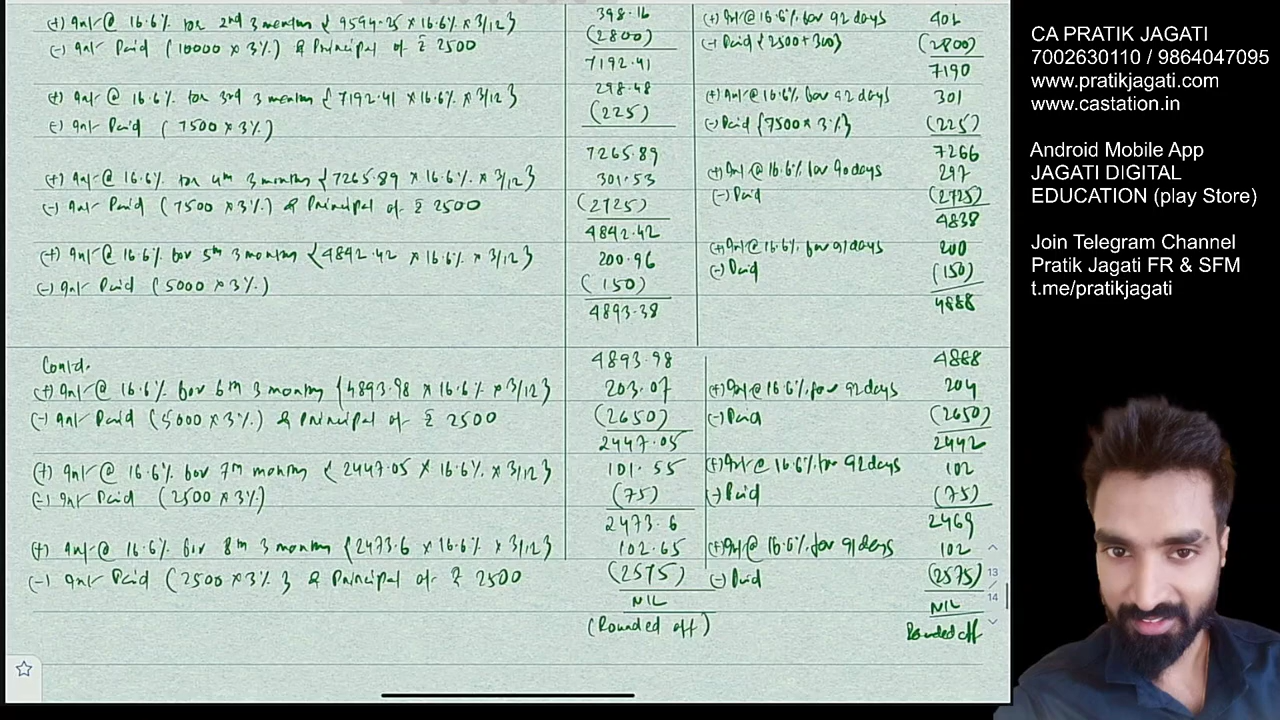 (+) Int @ 16.6% for 2nd 3 months {9594.25 x 16.6% x 3/12} 398.16 (+) Int @ 16.6% for 92 days 401
(-) Int Paid (10000 x 3%) & Principal of ₹ 2500 (2800) (-) Paid {2500+300} (2800)
7192.41 7190
(+) Int @ 16.6% for 3rd 3 months {7192.41 x 16.6% x 3/12} 298.48 (+) Int @ 16.6% for 92 days 301
(-) Int Paid (7500 x 3%) (225) (-) Paid {7500 x 3%} (225)
7265.89 7266
(+) Int @ 16.6% for 4th 3 months {7265.89 x 16.6% x 3/12} 301.53 (+) Int @ 16.6% for 90 days 297
(-) Int Paid (7500 x 3%) & Principal of ₹ 2500 (2725) (-) Paid (2725)
4842.42 4838
(+) Int @ 16.6% for 5th 3 months {4842.42 x 16.6% x 3/12} 200.96 (+) Int @ 16.6% for 91 days 200
(-) Int Paid (5000 x 3%) (150) (-) Paid (150)
4893.38 4888
Contd. 4893.98 4888
(+) Int @ 16.6% for 6th 3 months {4893.98 x 16.6% x 3/12} 203.07 (+) Int @ 16.6% for 92 days 204
(-) Int Paid (5000 x 3%) & Principal of ₹ 2500 (2650) (-) Paid (2650)
2447.05 2442
(+) Int @ 16.6% for 7th months {2447.05 x 16.6% x 3/12} 101.55 (+) Int @ 16.6% for 92 days 102
(-) Int Paid (2500 x 3%) (75) (-) Paid (75)
2473.6 2469
(+) Int @ 16.6% for 8th 3 months {2473.6 x 16.6% x 3/12} 102.65 (+) Int @ 16.6% for 91 days 102
(-) Int Paid (2500 x 3%} & Principal of ₹ 2500 (2575) (-) Paid (2575)
NIL NIL
(Rounded off) Rounded off
13
/
14
CA PRATIK JAGATI
7002630110 / 9864047095
www.pratikjagati.com
www.castation.in
Android Mobile App
JAGATI DIGITAL
EDUCATION (play Store)
Join Telegram Channel
Pratik Jagati FR & SFM
t.me/pratikjagati